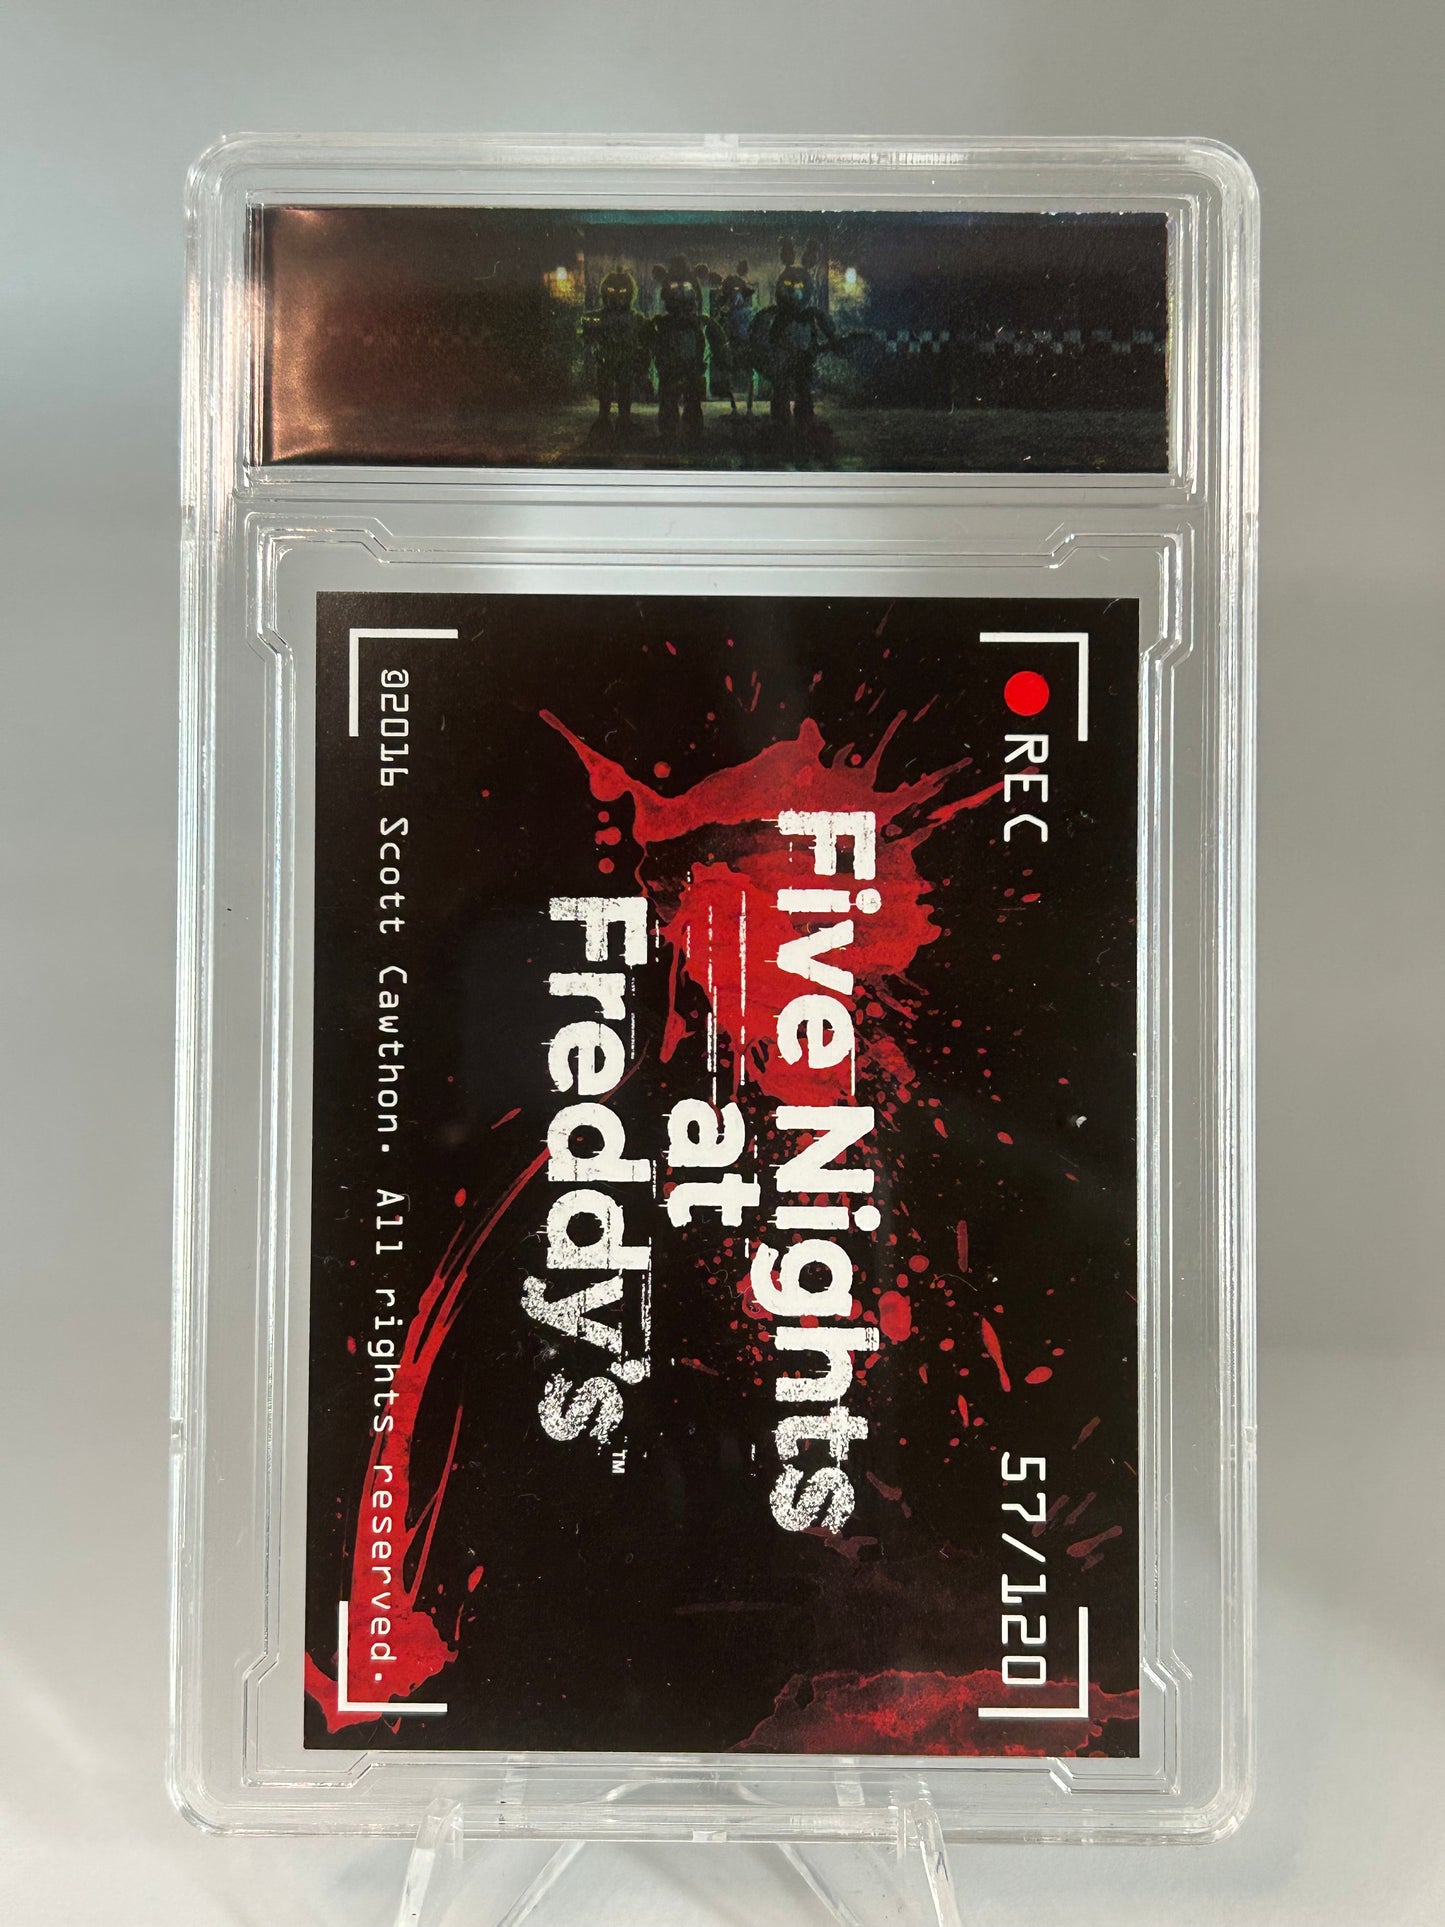 REC
57/120
Five Nights
at
Freddy's™
©2016 Scott Cawthon. All rights reserved.